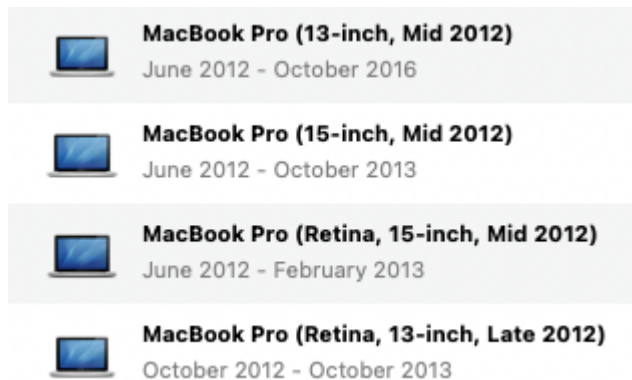 MacBook Pro (13-inch, Mid 2012)
June 2012 - October 2016
MacBook Pro (15-inch, Mid 2012)
June 2012 - October 2013
MacBook Pro (Retina, 15-inch, Mid 2012)
June 2012 - February 2013
MacBook Pro (Retina, 13-inch, Late 2012)
October 2012 - October 2013